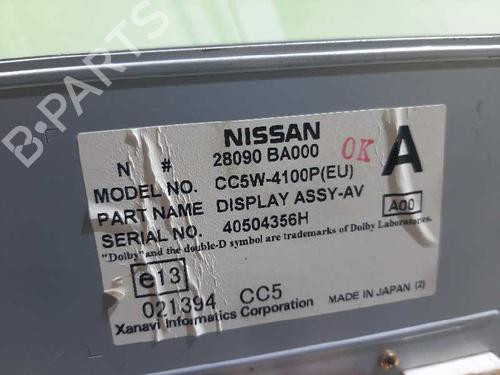 B-PARTS
NISSAN
N # 28090 BA000 OK A
MODEL NO. CC5W-4100P(EU)
PART NAME DISPLAY ASSY-AV
SERIAL NO. 40504356H A00
"Dolby"and the double-D symbol are trademarks of Dolby Laboratories.
e13
021394 CC5
Xanavi Informatics Corporation MADE IN JAPAN (2)